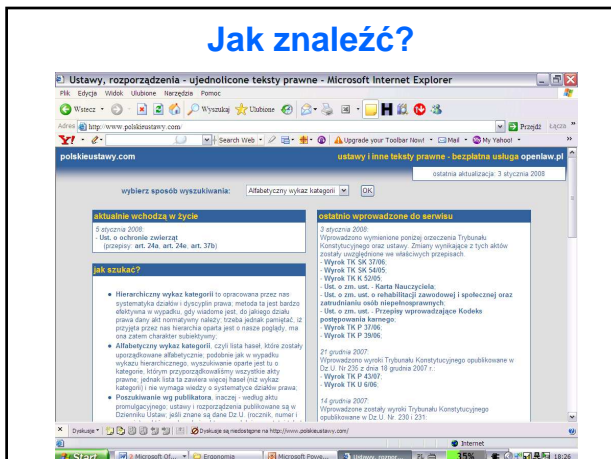 Jak znaleźć?
Ustawy, rozporządzenia - ujednolicone teksty prawne - Microsoft Internet Explorer
Plik Edycja Widok Ulubione Narzędzia Pomoc
Wstecz Wyszukaj Ulubione
Adres http://www.polskieustawy.com/ Przejdź Łącza
Y! Search Web Upgrade your Toolbar Now! Mail My Yahoo!
polskieustawy.com ustawy i inne teksty prawne - bezpłatna usługa openlaw.pl
ostatnia aktualizacja: 3 stycznia 2008
wybierz sposób wyszukiwania: Alfabetyczny wykaz kategorii OK
aktualnie wchodzą w życie
5 stycznia 2008:
- Ust. o ochronie zwierząt
(przepisy: art. 24a, art. 24e, art. 37b)
jak szukać?
Hierarchiczny wykaz kategorii to opracowana przez nas
systematyka działów i dyscyplin prawa; metoda ta jest bardzo
efektywna w wypadku, gdy wiadome jest, do jakiego działu
prawa dany akt normatywny należy; trzeba jednak pamiętać, iż
przyjęta przez nas hierarchia oparta jest o nasze poglądy, ma
ona zatem charakter subiektywny;
Alfabetyczny wykaz kategorii, czyli lista haseł, które zostały
uporządkowane alfabetycznie; podobnie jak w wypadku
wykazu hierarchicznego, wyszukiwanie oparte jest tu o
kategorie, którym przyporządkowaliśmy wszystkie akty
prawne; jednak lista ta zawiera więcej haseł (niż wykaz
kategorii) i nie wymaga wiedzy o systematyce działów prawa;
Poszukiwanie wg publikatora, inaczej - według aktu
promulgacyjnego; ustawy i rozporządzenia publikowane są w
Dzienniku Ustaw; jeśli znane są dane Dz.U. (rocznik, numer i
ostatnio wprowadzone do serwisu
3 stycznia 2008:
Wprowadzono wymienione poniżej orzeczenia Trybunału
Konstytucyjnego oraz ustawy. Zmiany wynikające z tych aktów
zostały uwzględnione we właściwych przepisach.
- Wyrok TK SK 37/06;
- Wyrok TK SK 54/05;
- Wyrok TK K 52/05;
- Ust. o zm. ust. - Karta Nauczyciela;
- Ust. o zm. ust. o rehabilitacji zawodowej i społecznej oraz
zatrudnianiu osób niepełnosprawnych;
- Ust. o zm. ust. - Przepisy wprowadzające Kodeks
postępowania karnego;
- Wyrok TK P 37/06;
- Wyrok TK P 39/06;
21 grudnia 2007:
Wprowadzono wyroki Trybunału Konstytucyjnego opublikowane w
Dz.U. Nr 235 z dnia 18 grudnia 2007 r.:
- Wyrok TK P 43/07;
- Wyrok TK U 6/06;
14 grudnia 2007:
Wprowadzone zostały wyroki Trybunału Konstytucyjnego
opublikowane w Dz.U. Nr. 230 i 231:
Dyskusje Dyskusje są niedostępne na http://www.polskieustawy.com/
Internet
Start Microsoft Of... Ergonomia Microsoft Powe... Ustawy, rozpor... PL 35% 18:26